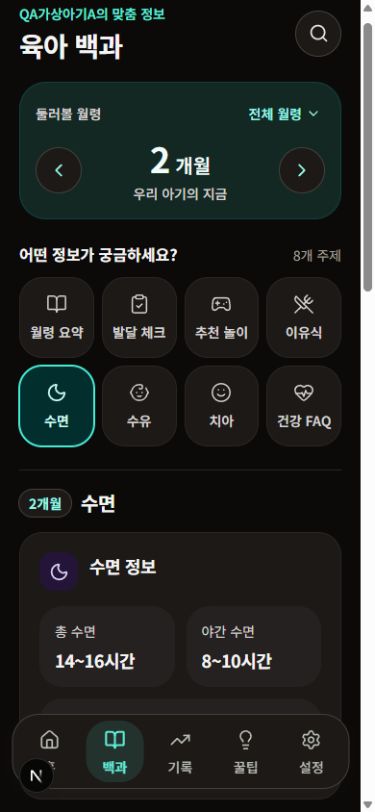 QA가상아기A의 맞춤 정보
육아 백과
둘러볼 월령
전체 월령
2 개월
우리 아기의 지금
어떤 정보가 궁금하세요?
8개 주제
월령 요약
발달 체크
추천 놀이
이유식
수면
수유
치아
건강 FAQ
2개월
수면
수면 정보
총 수면
14~16시간
야간 수면
8~10시간
백과
기록
꿀팁
설정
N